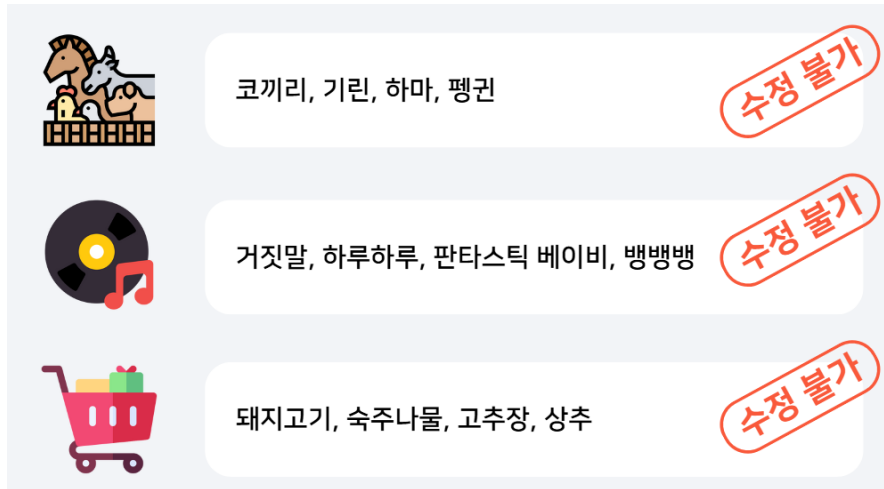 코끼리, 기린, 하마, 펭귄
수정 불가
거짓말, 하루하루, 판타스틱 베이비, 뱅뱅뱅
수정 불가
돼지고기, 숙주나물, 고추장, 상추
수정 불가